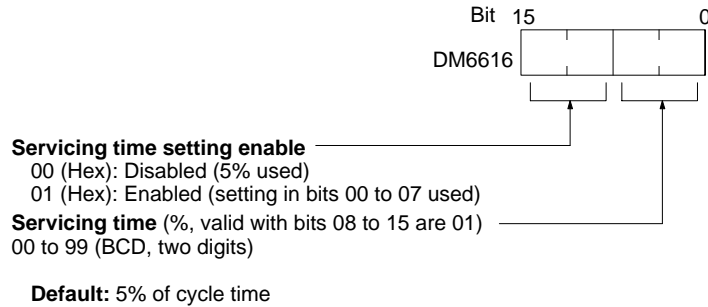 Bit 15 0
DM6616
Servicing time setting enable
00 (Hex): Disabled (5% used)
01 (Hex): Enabled (setting in bits 00 to 07 used)
Servicing time (%, valid with bits 08 to 15 are 01)
00 to 99 (BCD, two digits)
Default: 5% of cycle time